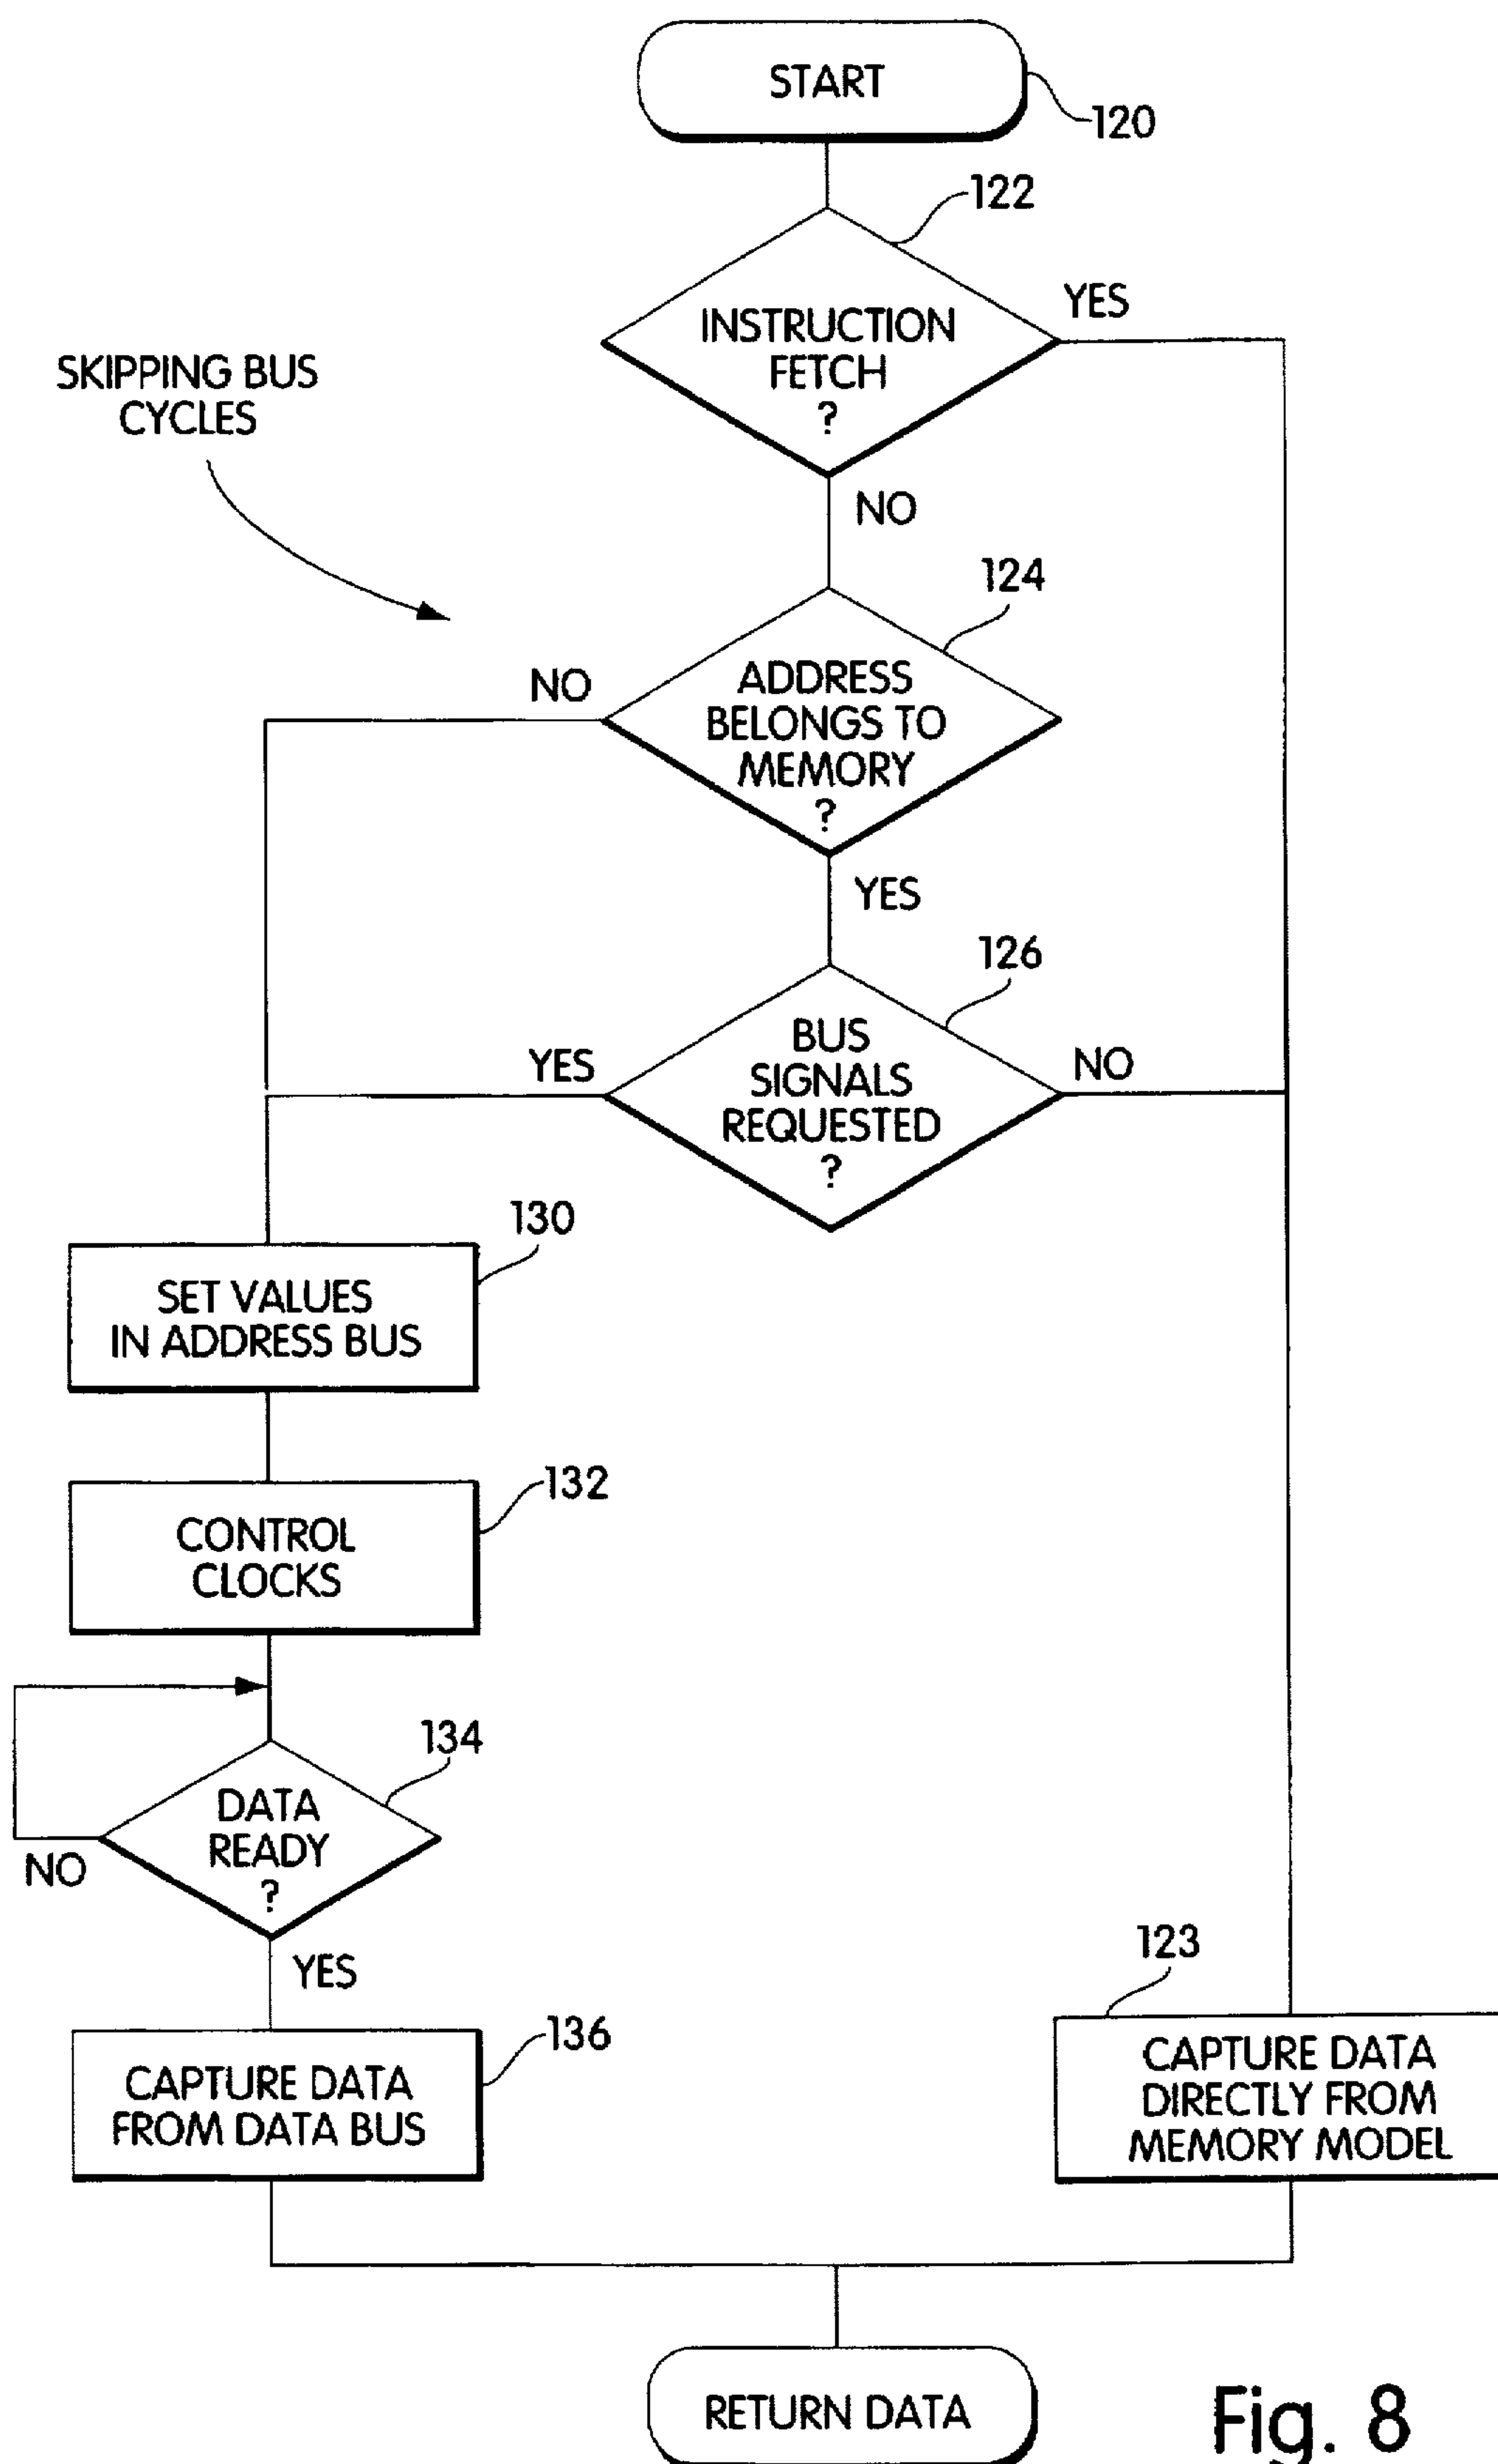 START
120
122
INSTRUCTION
FETCH
?
YES
SKIPPING BUS
CYCLES
NO
124
NO
ADDRESS
BELONGS TO
MEMORY
?
YES
126
YES
BUS
SIGNALS
REQUESTED
?
NO
130
SET VALUES
IN ADDRESS BUS
132
CONTROL
CLOCKS
134
DATA
READY
?
NO
YES
136
CAPTURE DATA
FROM DATA BUS
123
CAPTURE DATA
DIRECTLY FROM
MEMORY MODEL
RETURN DATA
Fig. 8